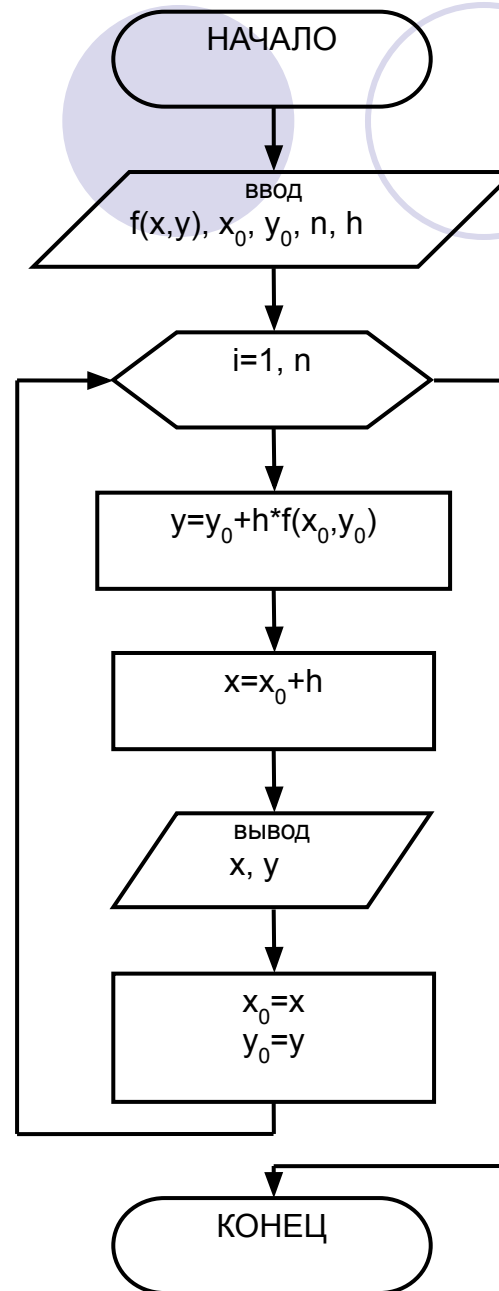 НАЧАЛО
ввод
f(x,y), x₀, y₀, n, h
i=1, n
y=y₀+h*f(x₀,y₀)
x=x₀+h
вывод
x, y
x₀=x
y₀=y
КОНЕЦ